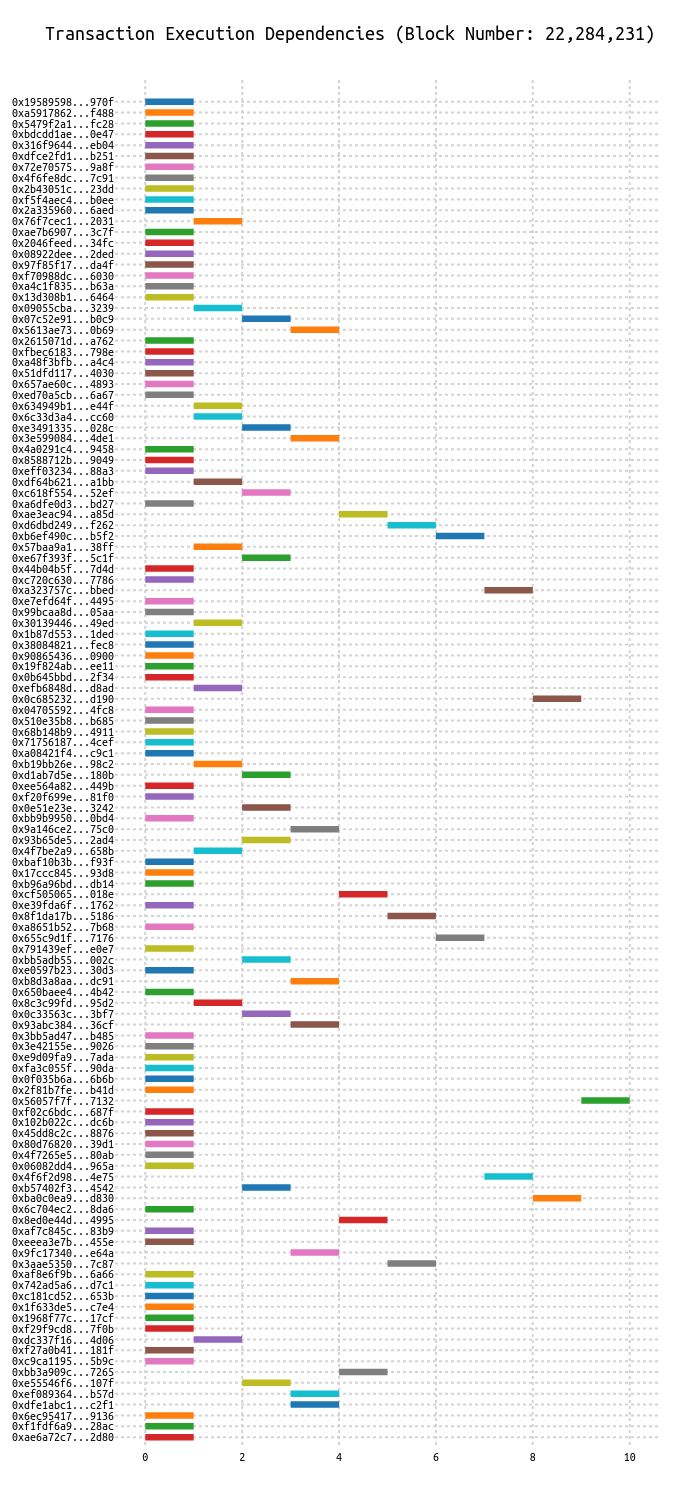 Transaction Execution Dependencies (Block Number: 22,284,231)
0x19589598...970f
0xa5917862...f488
0x5479f2a1...fc28
0xbdcdd1ae...0e47
0x316f9644...eb04
0xdfce2fd1...b251
0x72e70575...9a8f
0x4f6fe8dc...7c91
0x2b43051c...23dd
0xf5f4aec4...b0ee
0x2a335960...6aed
0x76f7cec1...2031
0xae7b6907...3c7f
0x2046feed...34fc
0x08922dee...2ded
0x97f85f17...da4f
0xf70988dc...6030
0xa4c1f835...b63a
0x13d308b1...6464
0x09055cba...3239
0x07c52e91...b0c9
0x5613ae73...0b69
0x2615071d...a762
0xfbec6183...798e
0xa48f3bfb...a4c4
0x51dfd117...4030
0x657ae60c...4893
0xed70a5cb...6a67
0x634949b1...e44f
0x6c33d3a4...cc60
0xe3491335...028c
0x3e599084...4de1
0x4a0291c4...9458
0x8588712b...9049
0xeff03234...88a3
0xdf64b621...a1bb
0xc618f554...52ef
0xa6dfe0d3...bd27
0xae3eac94...a85d
0xd6dbd249...f262
0xb6ef490c...b5f2
0x57baa9a1...38ff
0xe67f393f...5c1f
0x44b04b5f...7d4d
0xc720c630...7786
0xa323757c...bbed
0xe7efd64f...4495
0x99bcaa8d...05aa
0x30139446...49ed
0x1b87d553...1ded
0x38084821...fec8
0x90865436...0900
0x19f824ab...ee11
0x0b645bbd...2f34
0xefb6848d...d8ad
0x0c685232...d190
0x04705592...4fc8
0x510e35b8...b685
0x68b148b9...4911
0x71756187...4cef
0xa08421f4...c9c1
0xb19bb26e...98c2
0xd1ab7d5e...180b
0xee564a82...449b
0xf20f699e...81f0
0x0e51e23e...3242
0xbb9b9950...0bd4
0x9a146ce2...75c0
0x93b65de5...2ad4
0x4f7be2a9...658b
0xbaf10b3b...f93f
0x17ccc845...93d8
0xb96a96bd...db14
0xcf505065...018e
0xe39fda6f...1762
0x8f1da17b...5186
0xa8651b52...7b68
0x655c9d1f...7176
0x791439ef...e0e7
0xbb5adb55...002c
0xe0597b23...30d3
0xb8d3a8aa...dc91
0x650baee4...4b42
0x8c3c99fd...95d2
0x0c33563c...3bf7
0x93abc384...36cf
0x3bb5ad47...b485
0x3e42155e...9026
0xe9d09fa9...7ada
0xfa3c055f...90da
0x0f035b6a...6b6b
0x2f81b7fe...b41d
0x56057f7f...7132
0xf02c6bdc...687f
0x102b022c...dc6b
0x45dd8c2c...8876
0x80d76820...39d1
0x4f7265e5...80ab
0x06082dd4...965a
0x4f6f2d98...4e75
0xb57402f3...4542
0xba0c0ea9...d830
0x6c704ec2...8da6
0x8ed0e44d...4995
0xaf7c845c...83b9
0xeeea3e7b...455e
0x9fc17340...e64a
0x3aae5350...7c87
0xaf8e6f9b...6a66
0x742ad5a6...d7c1
0xc181cd52...653b
0x1f633de5...c7e4
0x1968f77c...17cf
0xf29f9cd8...7f0b
0xdc337f16...4d06
0xf27a0b41...181f
0xc9ca1195...5b9c
0xbb3a909c...7265
0xe55546f6...107f
0xef089364...b57d
0xdfe1abc1...c2f1
0x6ec95417...9136
0xf1fdf6a9...28ac
0xae6a72c7...2d80
0 2 4 6 8 10